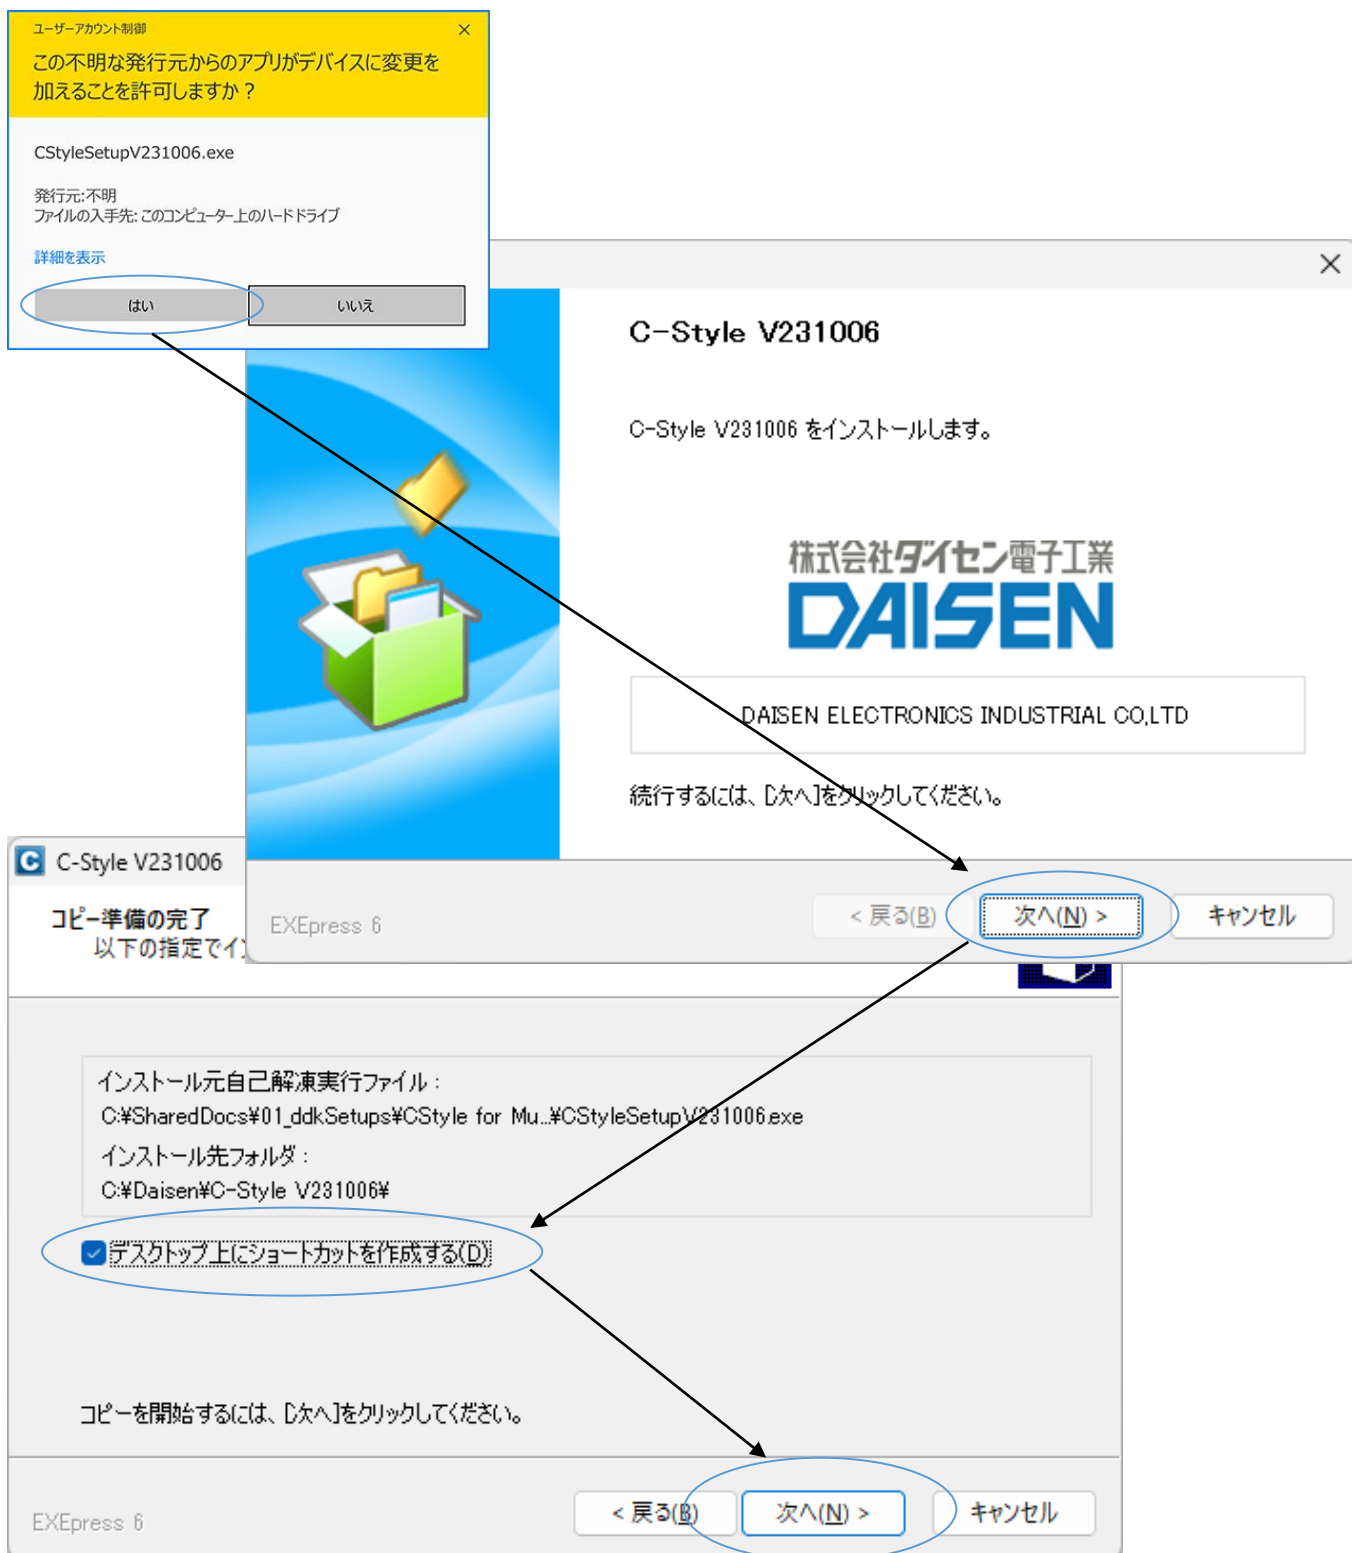 ユーザーアカウント制御
この不明な発行元からのアプリがデバイスに変更を
加えることを許可しますか？
CStyleSetupV231006.exe
発行元:不明
ファイルの入手先: このコンピューター上のハード ドライブ
詳細を表示
はい
いいえ
C-Style V231006
C-Style V231006 をインストールします。
株式会社ダイセン電子工業
DAISEN
DAISEN ELECTRONICS INDUSTRIAL CO,LTD
続行するには、[次へ]をクリックしてください。
EXEpress 6
< 戻る(B)
次へ(N) >
キャンセル
C-Style V231006
コピー準備の完了
以下の指定でイ
インストール元自己解凍実行ファイル：
C:¥SharedDocs¥01_ddkSetups¥CStyle for Mu...¥CStyleSetupV231006.exe
インストール先フォルダ：
C:¥Daisen¥C-Style V231006¥
デスクトップ上にショートカットを作成する(D)
コピーを開始するには、[次へ]をクリックしてください。
EXEpress 6
< 戻る(B)
次へ(N) >
キャンセル